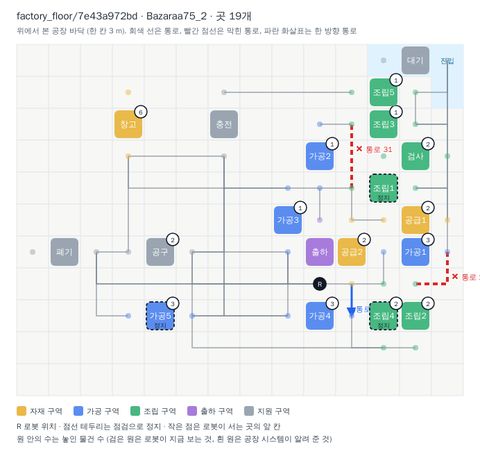 factory_floor/7e43a972bd · Bazaraa75_2 · 곳 19개
위에서 본 공장 바닥 (한 칸 3 m). 회색 선은 통로, 빨간 점선은 막힌 통로, 파란 화살표는 한 방향 통로
대기
조립5 1
창고 6
충전
조립3 1
✕ 통로 31
가공2 1
검사 2
조립1
정지
가공3 1
공급1 2
폐기
공구 2
출하
공급2 2
가공1 3
✕ 통로
R
통로
가공5 3
정지
가공4 3
조립4 2
정지
조립2 2
자재 구역 가공 구역 조립 구역 출하 구역 지원 구역
R 로봇 위치 · 점선 테두리는 점검으로 정지 · 작은 점은 로봇이 서는 곳의 앞 칸
원 안의 수는 놓인 물건 수 (검은 원은 로봇이 지금 보는 것, 흰 원은 공장 시스템이 알려 준 것)